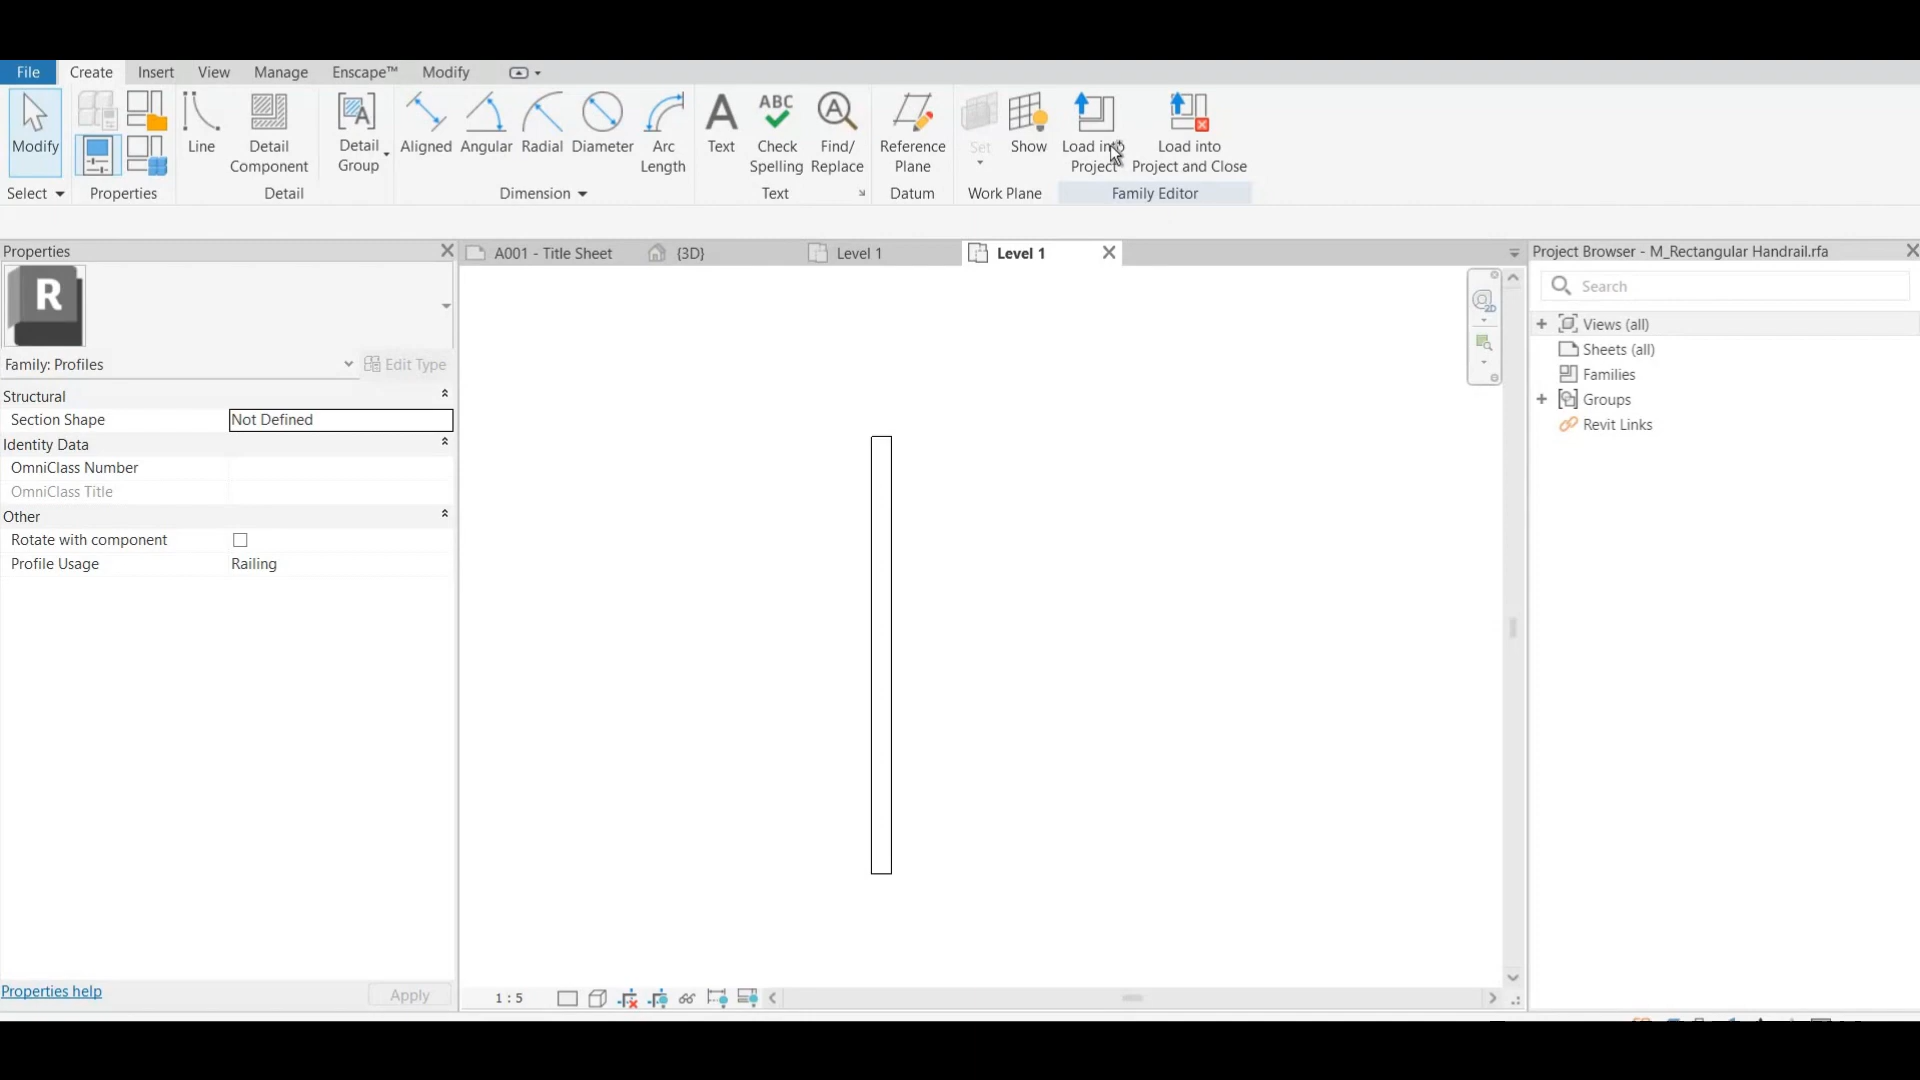 File Create Insert View Manage Enscape™ Modify
Modify
Line
Detail
Component
Detail
Group
Aligned
Angular
Radial
Diameter
Arc
Length
Text
ABC
Check
Spelling
Find/
Replace
Reference
Plane
Set
Show
Load into
Project
Load into
Project and Close
Select Properties Detail Dimension Text Datum Work Plane Family Editor
Properties
A001 - Title Sheet
{3D}
Level 1
Level 1
Project Browser - M_Rectangular Handrail.rfa
R
Search
Family: Profiles
Edit Type
Views (all)
Sheets (all)
Families
Groups
Revit Links
Structural
Section Shape Not Defined
Identity Data
OmniClass Number
OmniClass Title
Other
Rotate with component
Profile Usage Railing
2D
Properties help
Apply
1 : 5